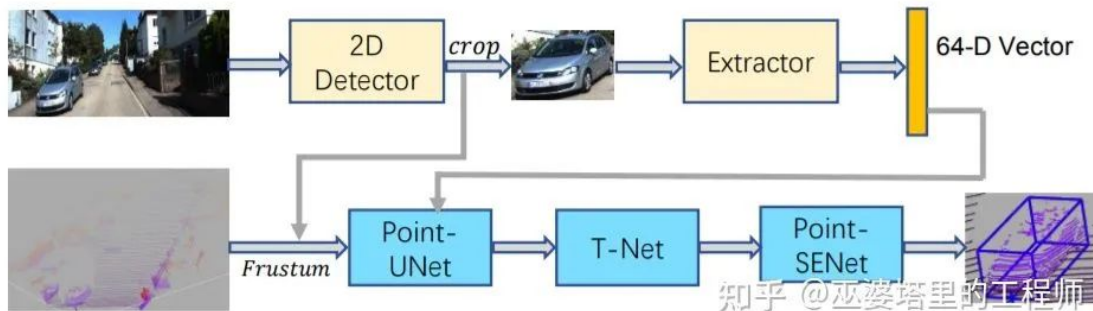 2D
Detector
crop
Extractor
64-D Vector
Frustum
Point-
UNet
T-Net
Point-
SENet
知乎 @巫婆塔里的工程师